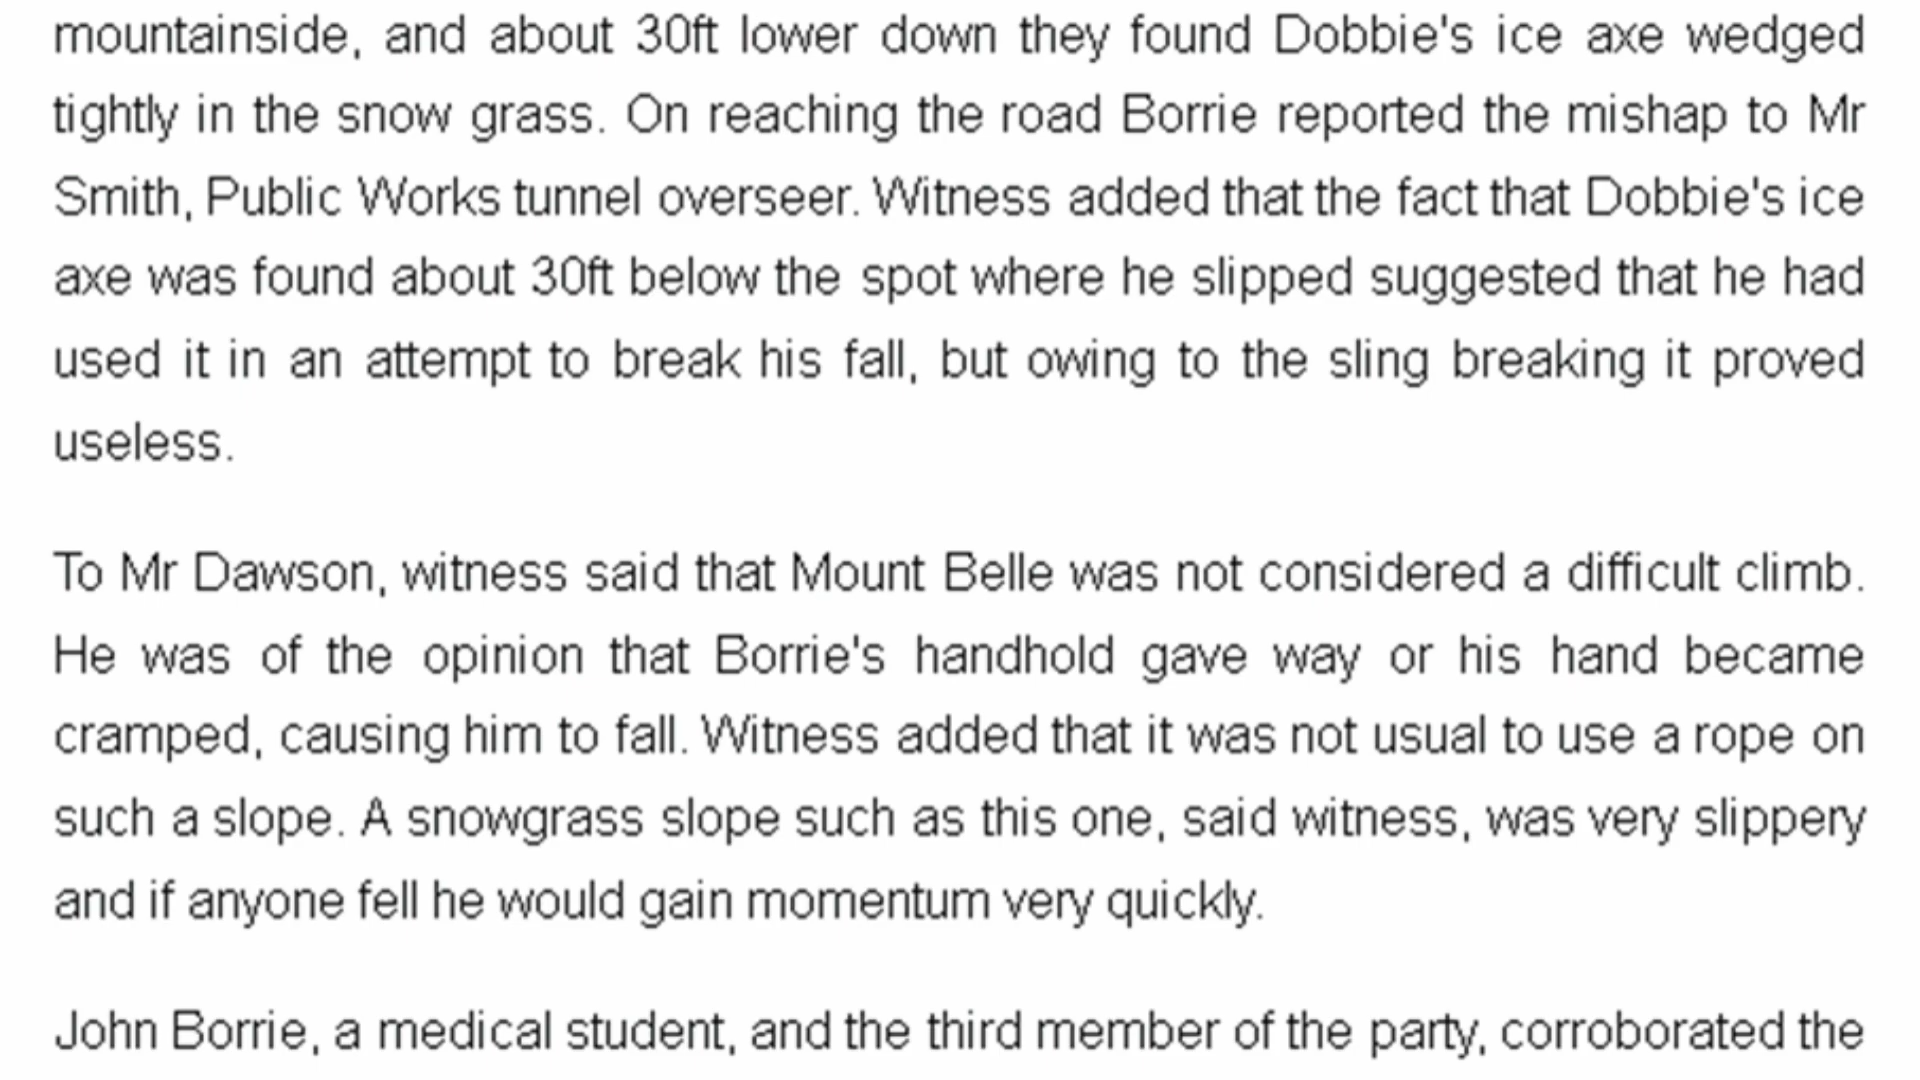 mountainside, and about 30ft lower down they found Dobbie's ice axe wedged
tightly in the snow grass. On reaching the road Borrie reported the mishap to Mr
Smith, Public Works tunnel overseer. Witness added that the fact that Dobbie's ice
axe was found about 30ft below the spot where he slipped suggested that he had
used it in an attempt to break his fall, but owing to the sling breaking it proved
useless.
To Mr Dawson, witness said that Mount Belle was not considered a difficult climb.
He was of the opinion that Borrie's handhold gave way or his hand became
cramped, causing him to fall. Witness added that it was not usual to use a rope on
such a slope. A snowgrass slope such as this one, said witness, was very slippery
and if anyone fell he would gain momentum very quickly.
John Borrie, a medical student, and the third member of the party, corroborated the